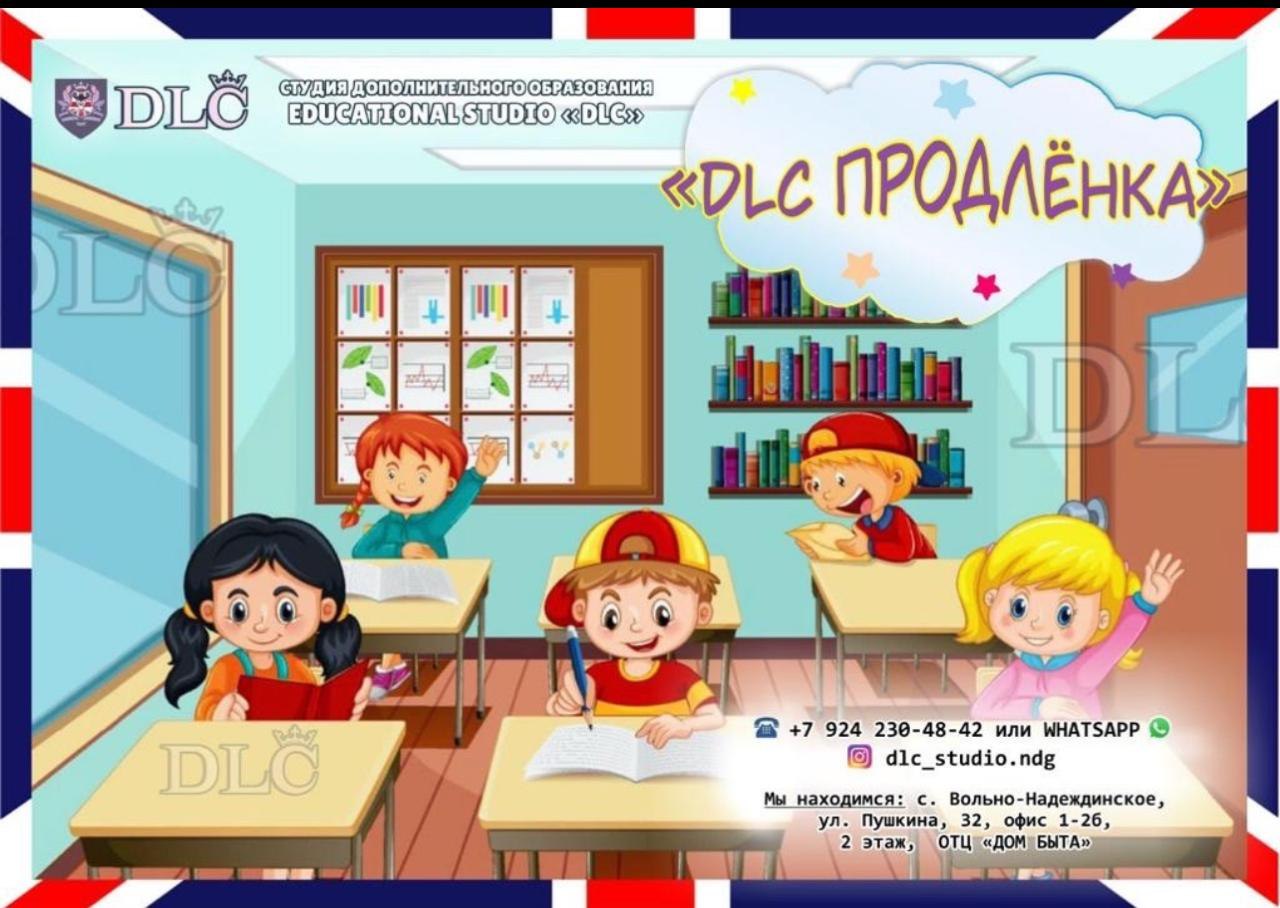 DLC
СТУДИЯ ДОПОЛНИТЕЛЬНОГО ОБРАЗОВАНИЯ
EDUCATIONAL STUDIO «DLC»
«DLC ПРОДЛЁНКА»
DLC
DL
DLC
+7 924 230-48-42 или WHATSAPP
dlc_studio.ndg
Мы находимся: с. Вольно-Надеждинское,
ул. Пушкина, 32, офис 1-2б,
2 этаж, ОТЦ «ДОМ БЫТА»